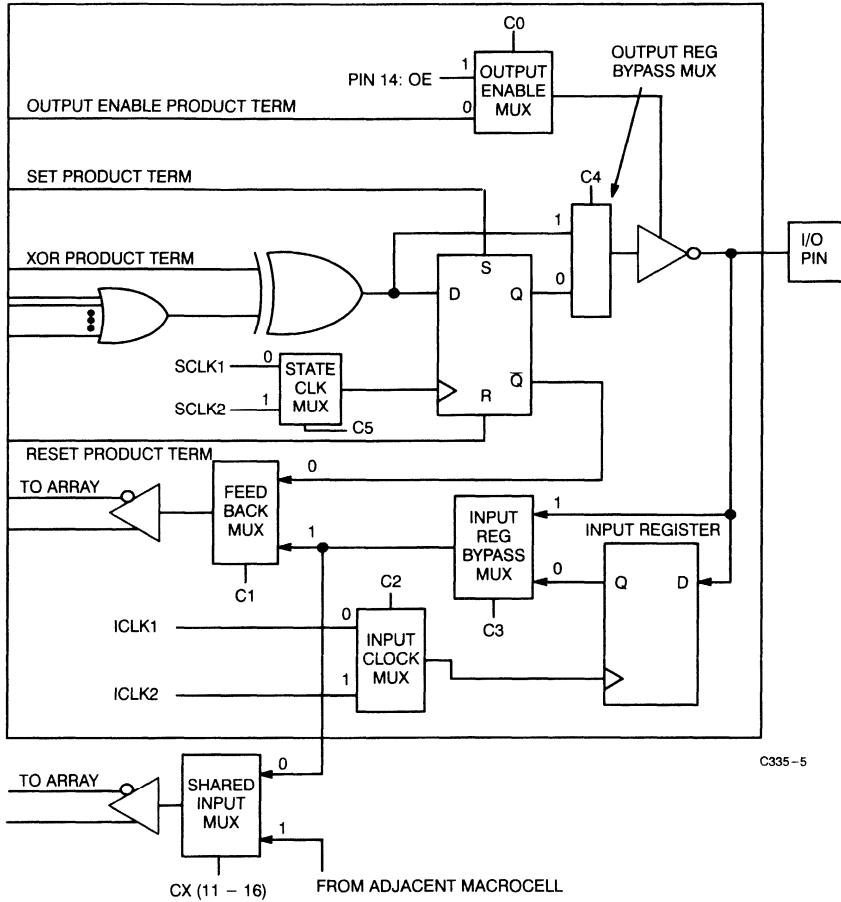 C0
OUTPUT REG
BYPASS MUX
1
PIN 14: OE
OUTPUT
ENABLE
MUX
OUTPUT ENABLE PRODUCT TERM
0
SET PRODUCT TERM
C4
1
I/O
PIN
XOR PRODUCT TERM
S
D
Q
0
SCLK1
0
STATE
CLK
MUX
Q
SCLK2
1
R
C5
RESET PRODUCT TERM
0
TO ARRAY
FEED
BACK
MUX
1
C1
INPUT
REG
BYPASS
MUX
1
INPUT REGISTER
0
Q
D
C3
C2
ICLK1
0
INPUT
CLOCK
MUX
ICLK2
1
C335-5
TO ARRAY
SHARED
INPUT
MUX
0
1
CX (11 – 16)
FROM ADJACENT MACROCELL